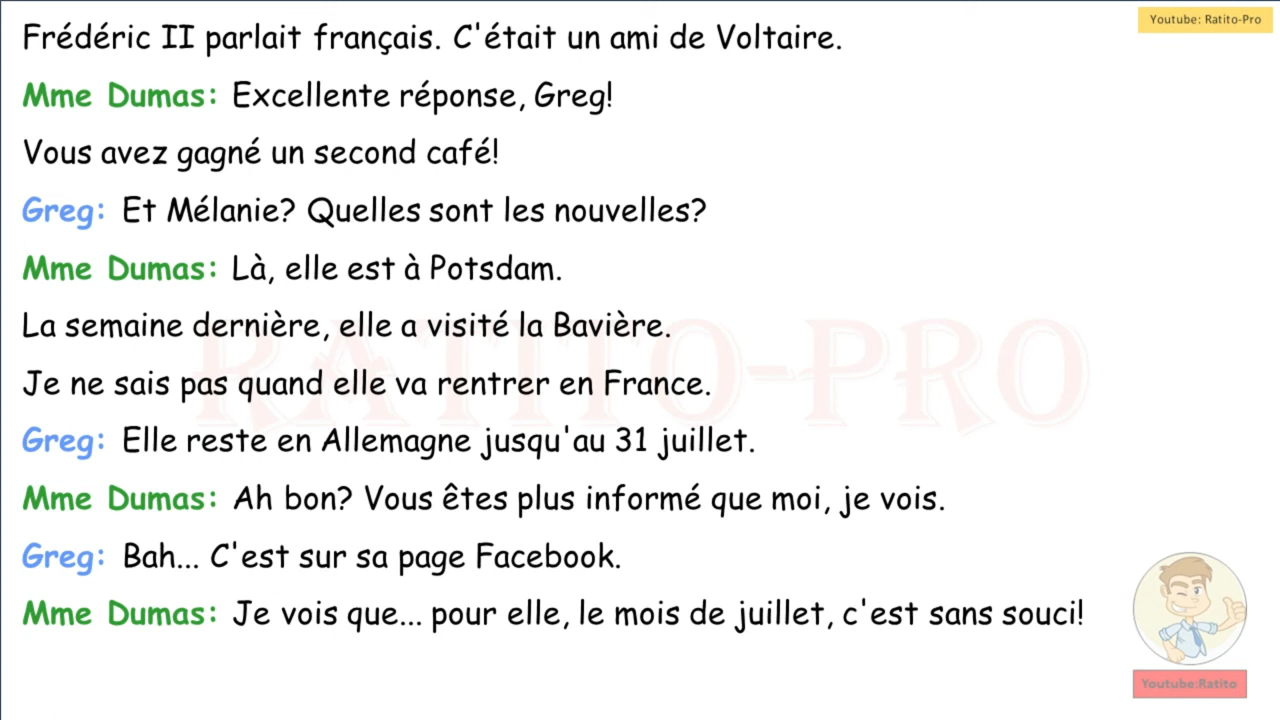 Youtube: Ratito-Pro
Frédéric II parlait français. C'était un ami de Voltaire.
Mme Dumas: Excellente réponse, Greg!
Vous avez gagné un second café!
Greg: Et Mélanie? Quelles sont les nouvelles?
Mme Dumas: Là, elle est à Potsdam.
La semaine dernière, elle a visité la Bavière.
Je ne sais pas quand elle va rentrer en France.
RATITO-PRO
Greg: Elle reste en Allemagne jusqu'au 31 juillet.
Mme Dumas: Ah bon? Vous êtes plus informé que moi, je vois.
Greg: Bah... C'est sur sa page Facebook.
Mme Dumas: Je vois que... pour elle, le mois de juillet, c'est sans souci!
Youtube:Ratito